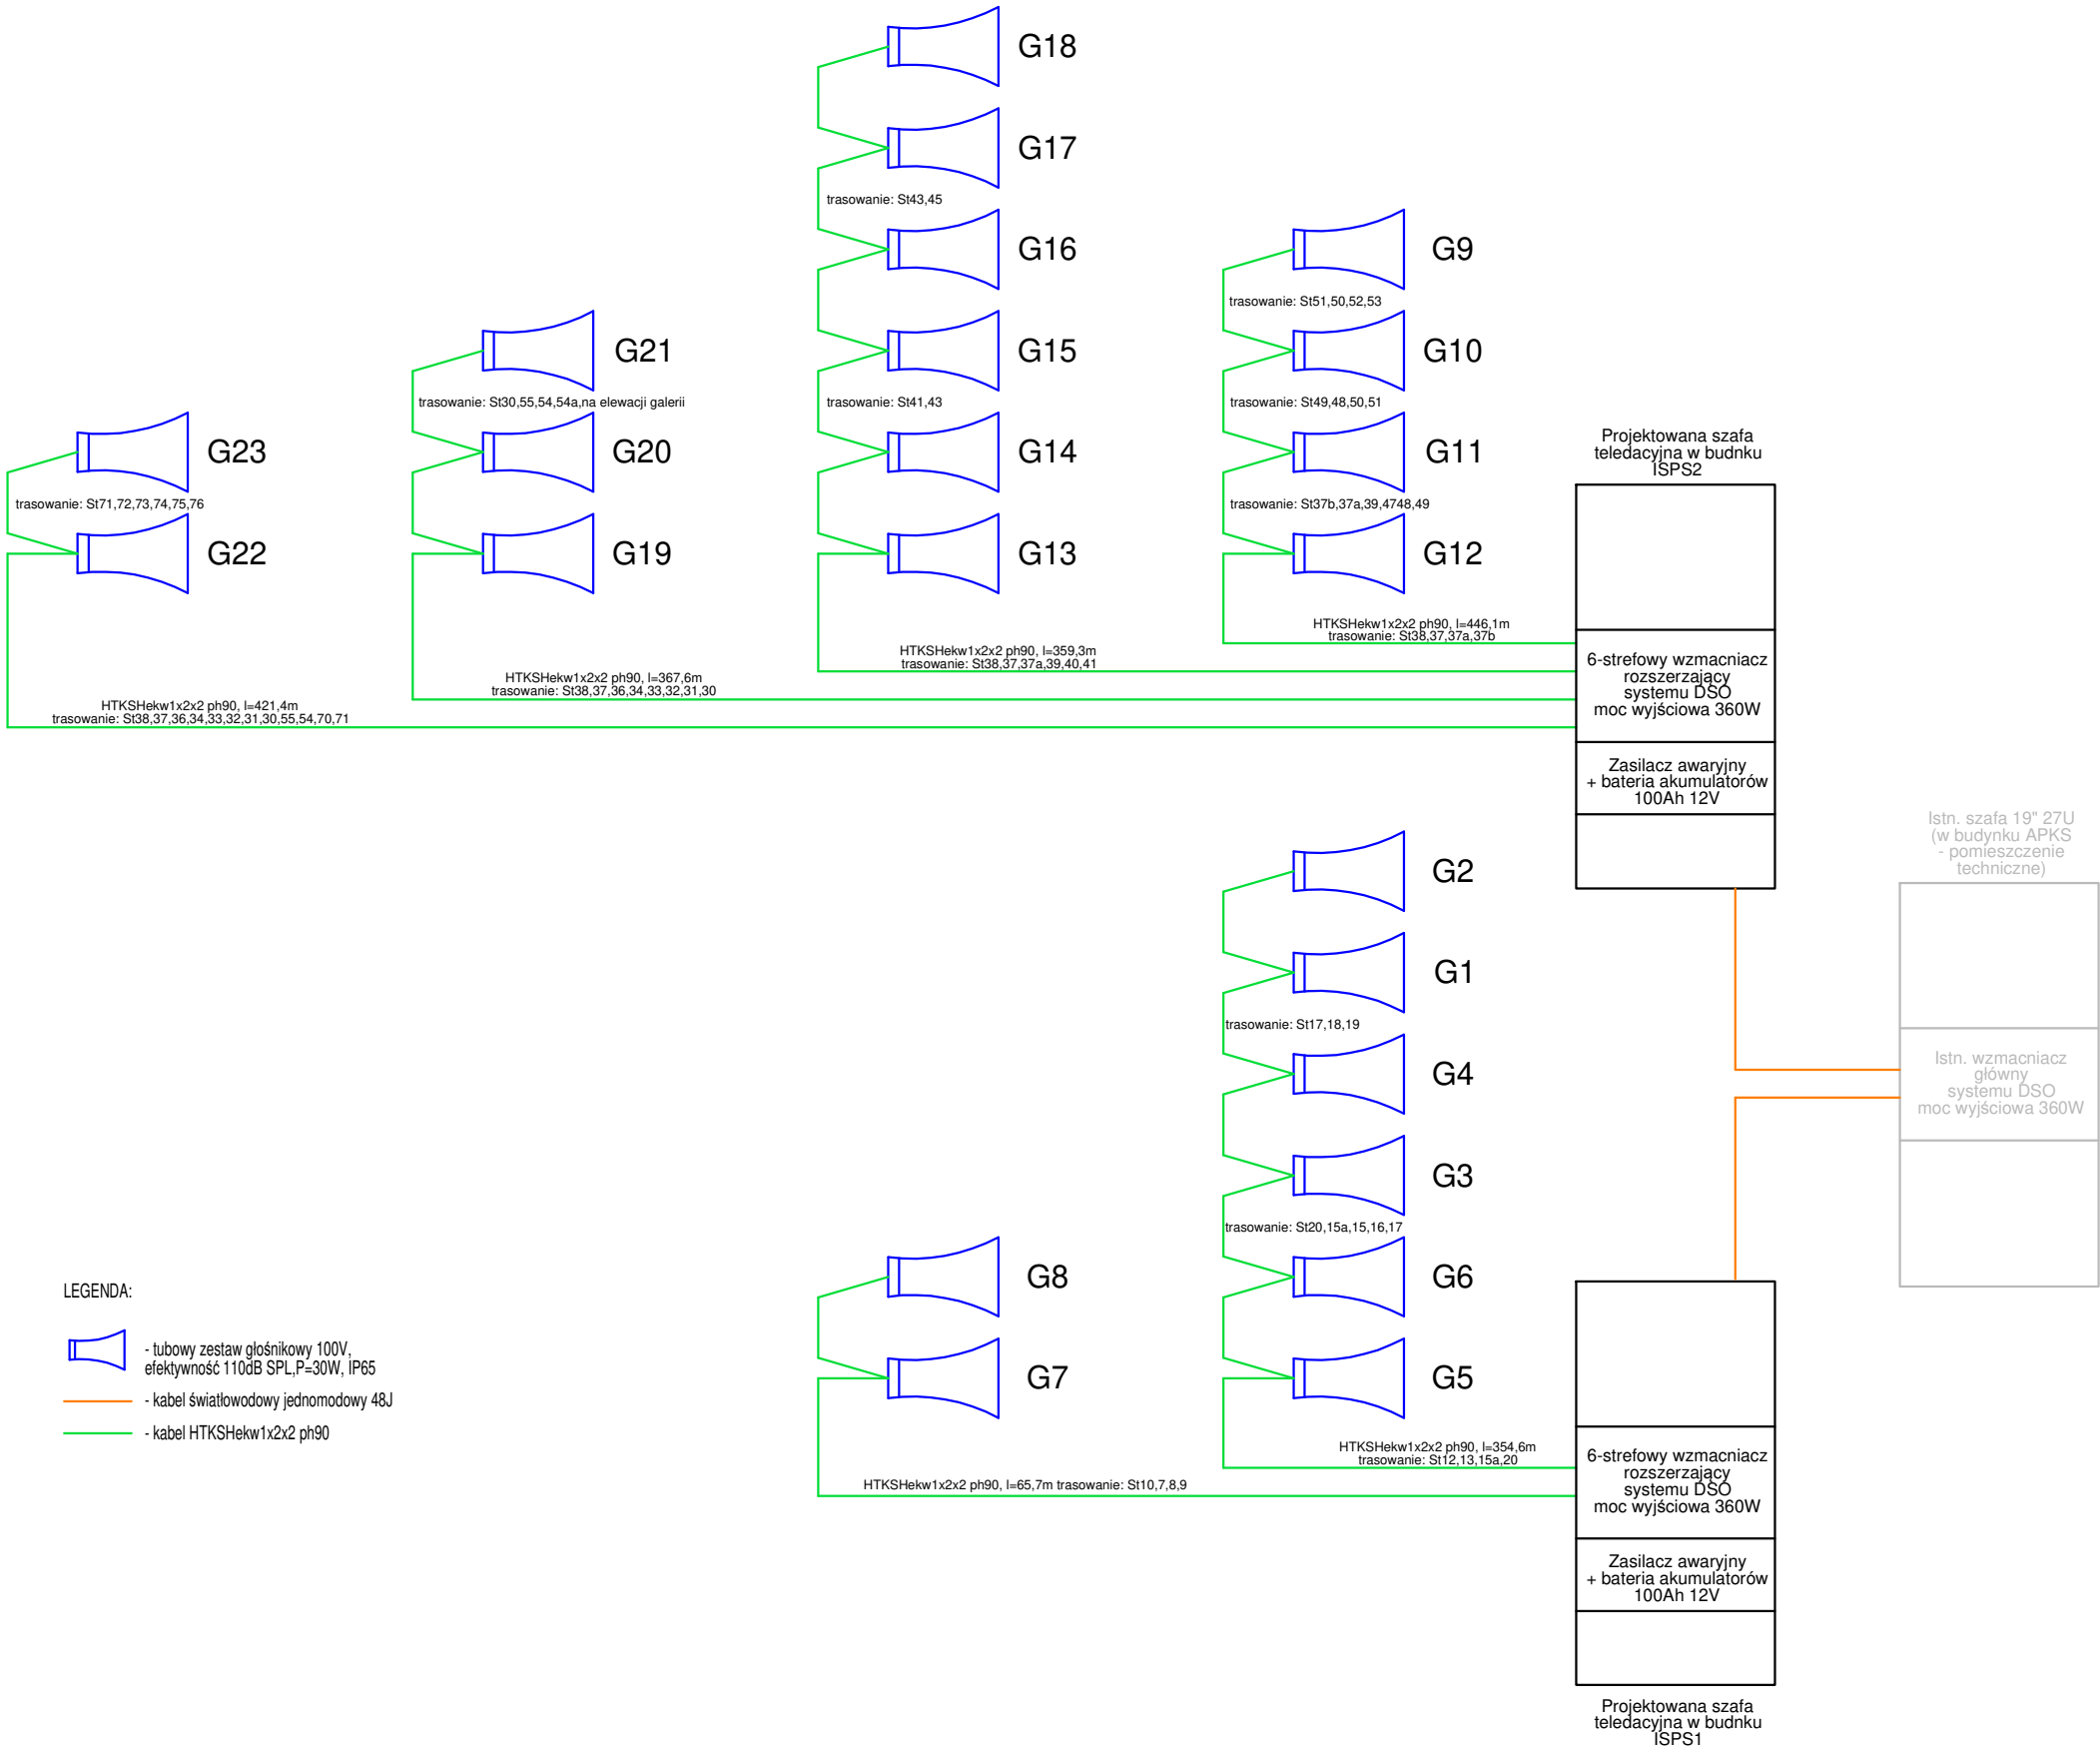 G18
G17
trasowanie: St43,45
G16
G9
trasowanie: St51,50,52,53
G21
G15
G10
trasowanie: St30,55,54,54a,na elewacji galerii
trasowanie: St41,43
trasowanie: St49,48,50,51
G23
G20
G14
G11
Projektowana szafa
teledacyjna w budnku
ISPS2
trasowanie: St71,72,73,74,75,76
trasowanie: St37b,37a,39,4748,49
G22
G19
G13
G12
HTKSHekw1x2x2 ph90, l=446,1m
trasowanie: St38,37,37a,37b
HTKSHekw1x2x2 ph90, l=359,3m
trasowanie: St38,37,37a,39,40,41
HTKSHekw1x2x2 ph90, l=367,6m
trasowanie: St38,37,36,34,33,32,31,30
HTKSHekw1x2x2 ph90, l=421,4m
trasowanie: St38,37,36,34,33,32,31,30,55,54,70,71
6-strefowy wzmacniacz
rozszerzający
systemu DSO
moc wyjściowa 360W
Zasilacz awaryjny
+ bateria akumulatorów
100Ah 12V
Istn. szafa 19" 27U
(w budynku APKS
- pomieszczenie
techniczne)
G2
G1
trasowanie: St17,18,19
G4
Istn. wzmacniacz
główny
systemu DSO
moc wyjściowa 360W
G3
trasowanie: St20,15a,15,16,17
G8
G6
G7
G5
HTKSHekw1x2x2 ph90, l=354,6m
trasowanie: St12,13,15a,20
HTKSHekw1x2x2 ph90, l=65,7m trasowanie: St10,7,8,9
6-strefowy wzmacniacz
rozszerzający
systemu DSO
moc wyjściowa 360W
Zasilacz awaryjny
+ bateria akumulatorów
100Ah 12V
Projektowana szafa
teledacyjna w budnku
ISPS1
LEGENDA:
- tubowy zestaw głośnikowy 100V,
efektywność 110dB SPL,P=30W, IP65
- kabel światłowodowy jednomodowy 48J
- kabel HTKSHekw1x2x2 ph90